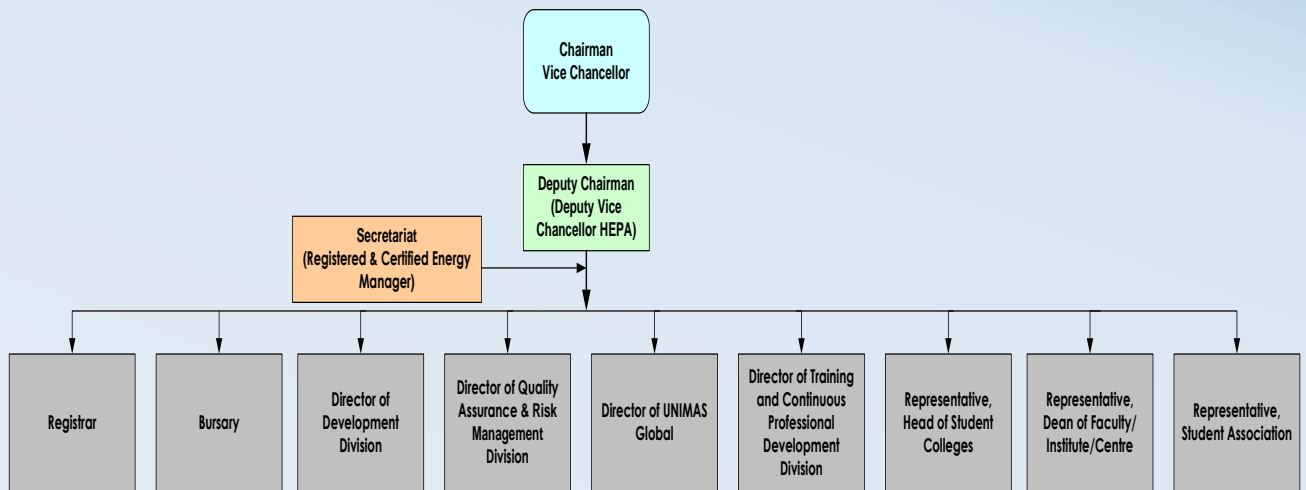 Chairman
Vice Chancellor
Deputy Chairman
(Deputy Vice
Chancellor HEPA)
Secretariat
(Registered & Certified Energy
Manager)
Registrar
Bursary
Director of
Development
Division
Director of Quality
Assurance & Risk
Management
Division
Director of UNIMAS
Global
Director of Training
and Continuous
Professional
Development
Division
Representative,
Head of Student
Colleges
Representative,
Dean of Faculty/
Institute/Centre
Representative,
Student Association